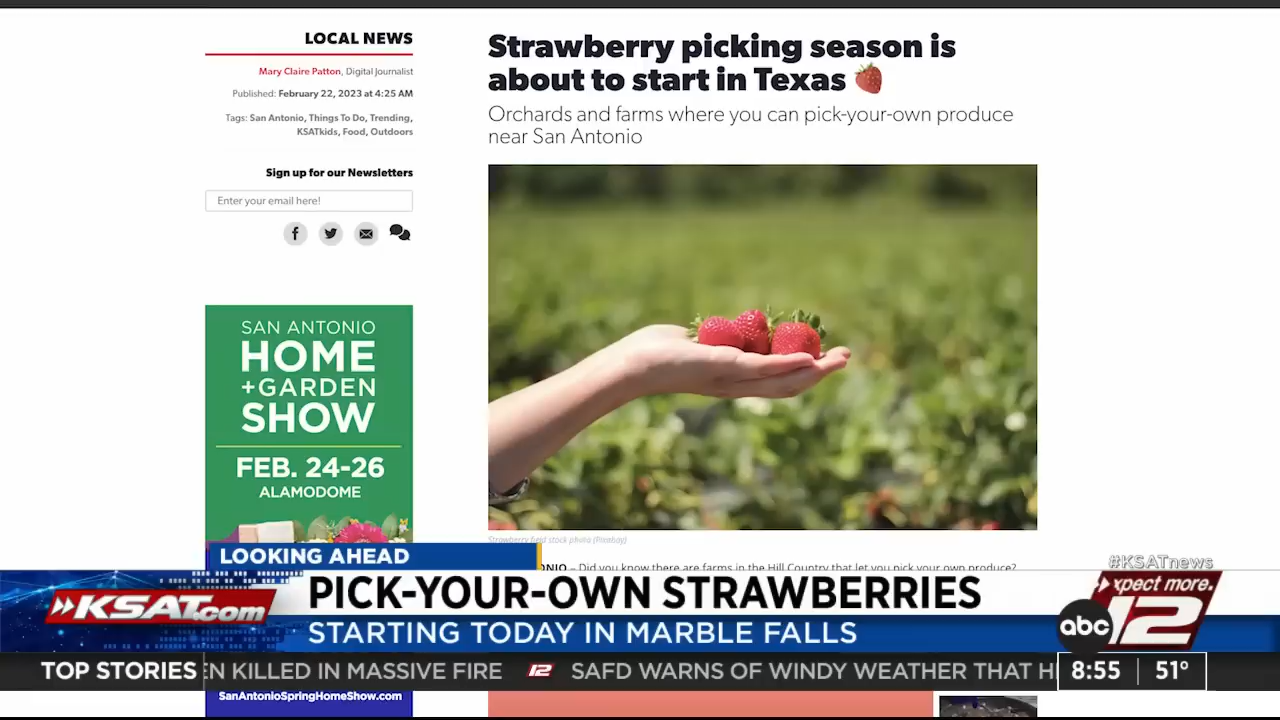 LOCAL NEWS
Mary Claire Patton, Digital Journalist
Published: February 22, 2023 at 4:25 AM
Tags: San Antonio, Things To Do, Trending,
KSATkids, Food, Outdoors
Sign up for our Newsletters
Enter your email here!
Strawberry picking season is
about to start in Texas
Orchards and farms where you can pick-your-own produce
near San Antonio
SAN ANTONIO
HOME
+GARDEN
SHOW
FEB. 24-26
ALAMODOME
Strawberry field stock photo (Pixabay)
Did you know there are farms in the Hill Country that let you pick your own produce?
LOOKING AHEAD
#KSATnews
KSAT.com
PICK-YOUR-OWN STRAWBERRIES
STARTING TODAY IN MARBLE FALLS
xpect more.
abc 12
TOP STORIES
EN KILLED IN MASSIVE FIRE 12 SAFD WARNS OF WINDY WEATHER THAT H
8:55 51°
SanAntonioSpringHomeShow.com